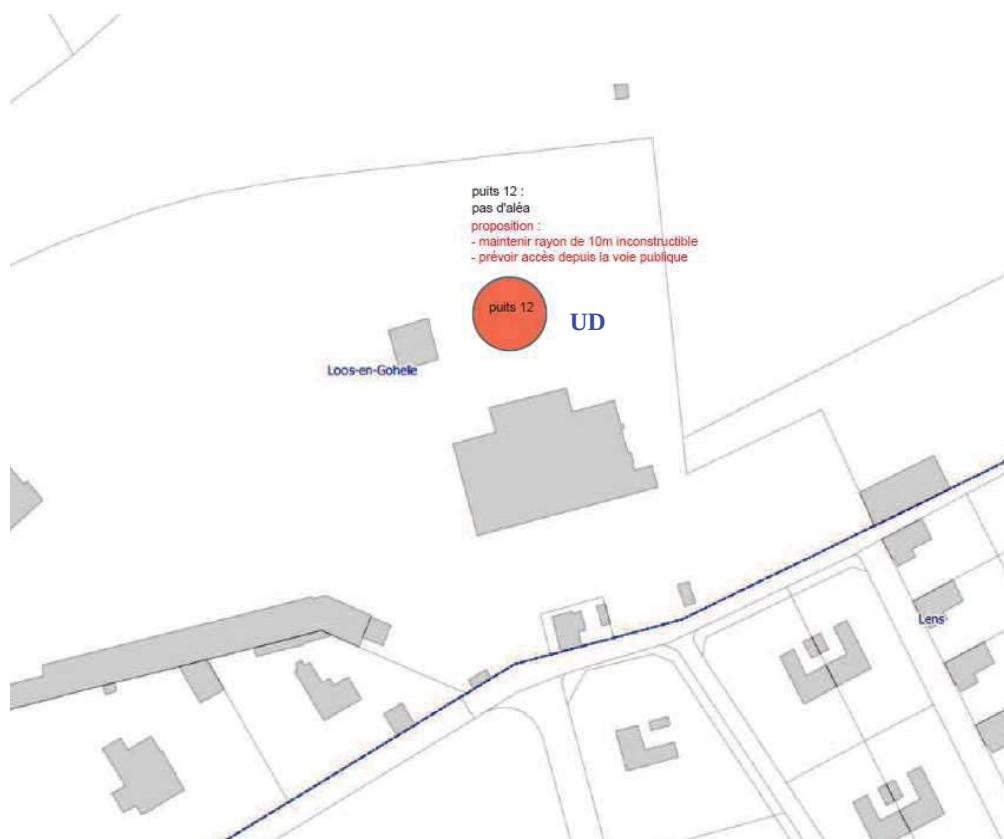 puits 12 :
pas d'aléa
proposition :
- maintenir rayon de 10m inconstructible
- prévoir accès depuis la voie publique
puits 12
UD
Loos-en-Gohelle
Lens